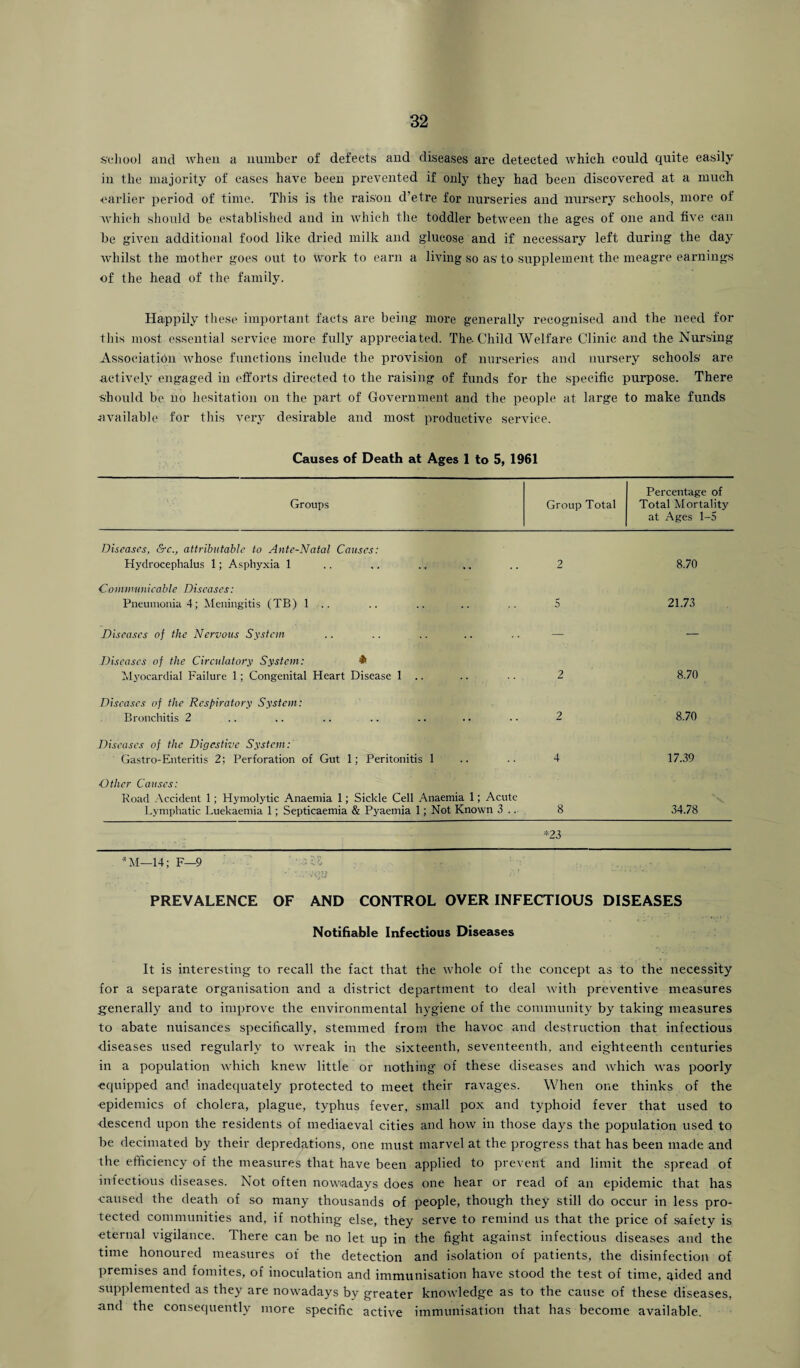 32
school and when a number of defects and diseases are detected which could quite easily
in the majority of cases have been prevented if only they had been discovered at a much
earlier period of time. This is the raison d'etre for nurseries and nursery schools, more of
which should be established and in which the toddler between the ages of one and five can
be given additional food like dried milk and glucose and if necessary left during the day
whilst the mother goes out to work to earn a living so as to supplement the meagre earnings
of the head of the family.
Happily these important facts are being more generally recognised and the need for
this most essential service more fully appreciated. The Child Welfare Clinic and the Nursing
Association whose functions include the provision of nurseries and nursery schools are
actively engaged in efforts directed to the raising of funds for the specific purpose. There
should be no hesitation on the part of Government and the people at large to make funds
available for this very desirable and most productive service.
Causes of Death at Ages 1 to 5, 1961
Groups Group Total Percentage of
Total Mortality
at Ages 1-5
Diseases, &c., attributable to Ante-Natal Causes:
Hydrocephalus 1; Asphyxia 1 .. .. .. .. .. 2 8.70
Communicable Diseases:
Pneumonia 4; Meningitis (TB) 1 .. .. .. .. .. 5 21.73
Diseases of the Nervous System .. .. .. .. .. — —
Diseases of the Circulatory System:
Myocardial Failure 1; Congenital Heart Disease 1 .. .. .. 2 8.70
Diseases of the Respiratory System:
Bronchitis 2 .. .. .. .. .. .. .. 2 8.70
Diseases of the Digestive System:
Gastro-Enteritis 2; Perforation of Gut 1; Peritonitis 1 .. .. 4 17.39
Other Causes:
Road Accident 1; Hymolytic Anaemia 1; Sickle Cell Anaemia 1; Acute
Lymphatic Luekaemia 1; Septicaemia & Pyaemia 1; Not Known 3 .. 8 34.78
*23
*M—14; F—9
PREVALENCE OF AND CONTROL OVER INFECTIOUS DISEASES
Notifiable Infectious Diseases
It is interesting to recall the fact that the whole of the concept as to the necessity
for a separate organisation and a district department to deal with preventive measures
generally and to improve the environmental hygiene of the community by taking measures
to abate nuisances specifically, stemmed from the havoc and destruction that infectious
diseases used regularly to wreak in the sixteenth, seventeenth, and eighteenth centuries
in a population which knew little or nothing of these diseases and which was poorly
equipped and inadequately protected to meet their ravages. When one thinks of the
epidemics of cholera, plague, typhus fever, small pox and typhoid fever that used to
descend upon the residents of mediaeval cities and how in those days the population used to
be decimated by their depredations, one must marvel at the progress that has been made and
the efficiency of the measures that have been applied to prevent and limit the spread of
infectious diseases. Not often nowadays does one hear or read of an epidemic that has
caused the death of so many thousands of people, though they still do occur in less pro-
tected communities and, if nothing else, they serve to remind us that the price of safety is
eternal vigilance. There can be no let up in the fight against infectious diseases and the
time honoured measures of the detection and isolation of patients, the disinfection of
premises and fomites, of inoculation and immunisation have stood the test of time, aided and
supplemented as they are nowadays by greater knowledge as to the cause of these diseases,
and the consequently more specific active immunisation that has become available.